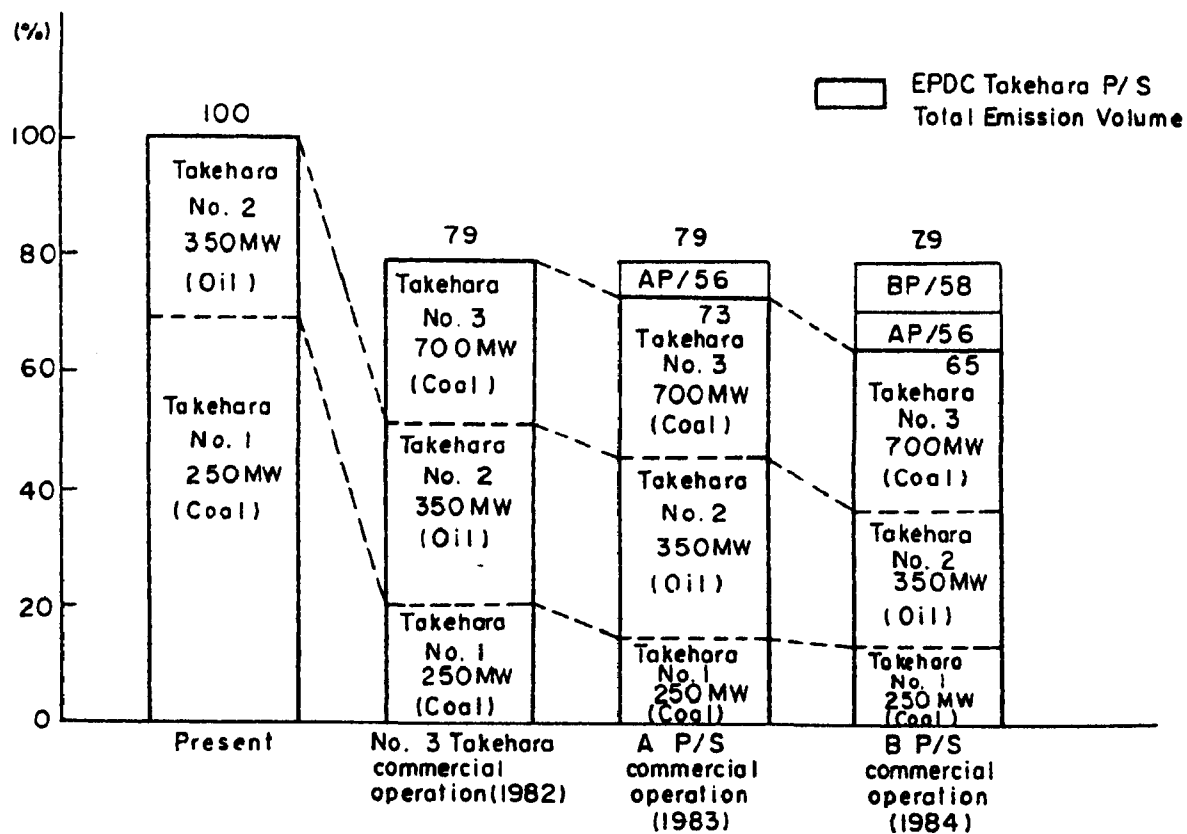 (%)
EPDC Takehara P/S
Total Emission Volume
100
80
60
40
20
0
100
Takehara
No. 2
350MW
(Oil)
Takehara
No. 1
250MW
(Coal)
Present
79
Takehara
No. 3
700MW
(Coal)
Takehara
No. 2
350MW
(Oil)
Takehara
No. 1
250MW
(Coal)
No. 3 Takehara
commercial
operation(1982)
79
AP/56
73
Takehara
No. 3
700MW
(Coal)
Takehara
No. 2
350MW
(Oil)
Takehara
No. 1
250MW
(Coal)
A P/S
commercial
operation
(1983)
79
BP/58
AP/56
65
Takehara
No. 3
700MW
(Coal)
Takehara
No. 2
350MW
(Oil)
Takehara
No. 1
250MW
(Coal)
B P/S
commercial
operation
(1984)